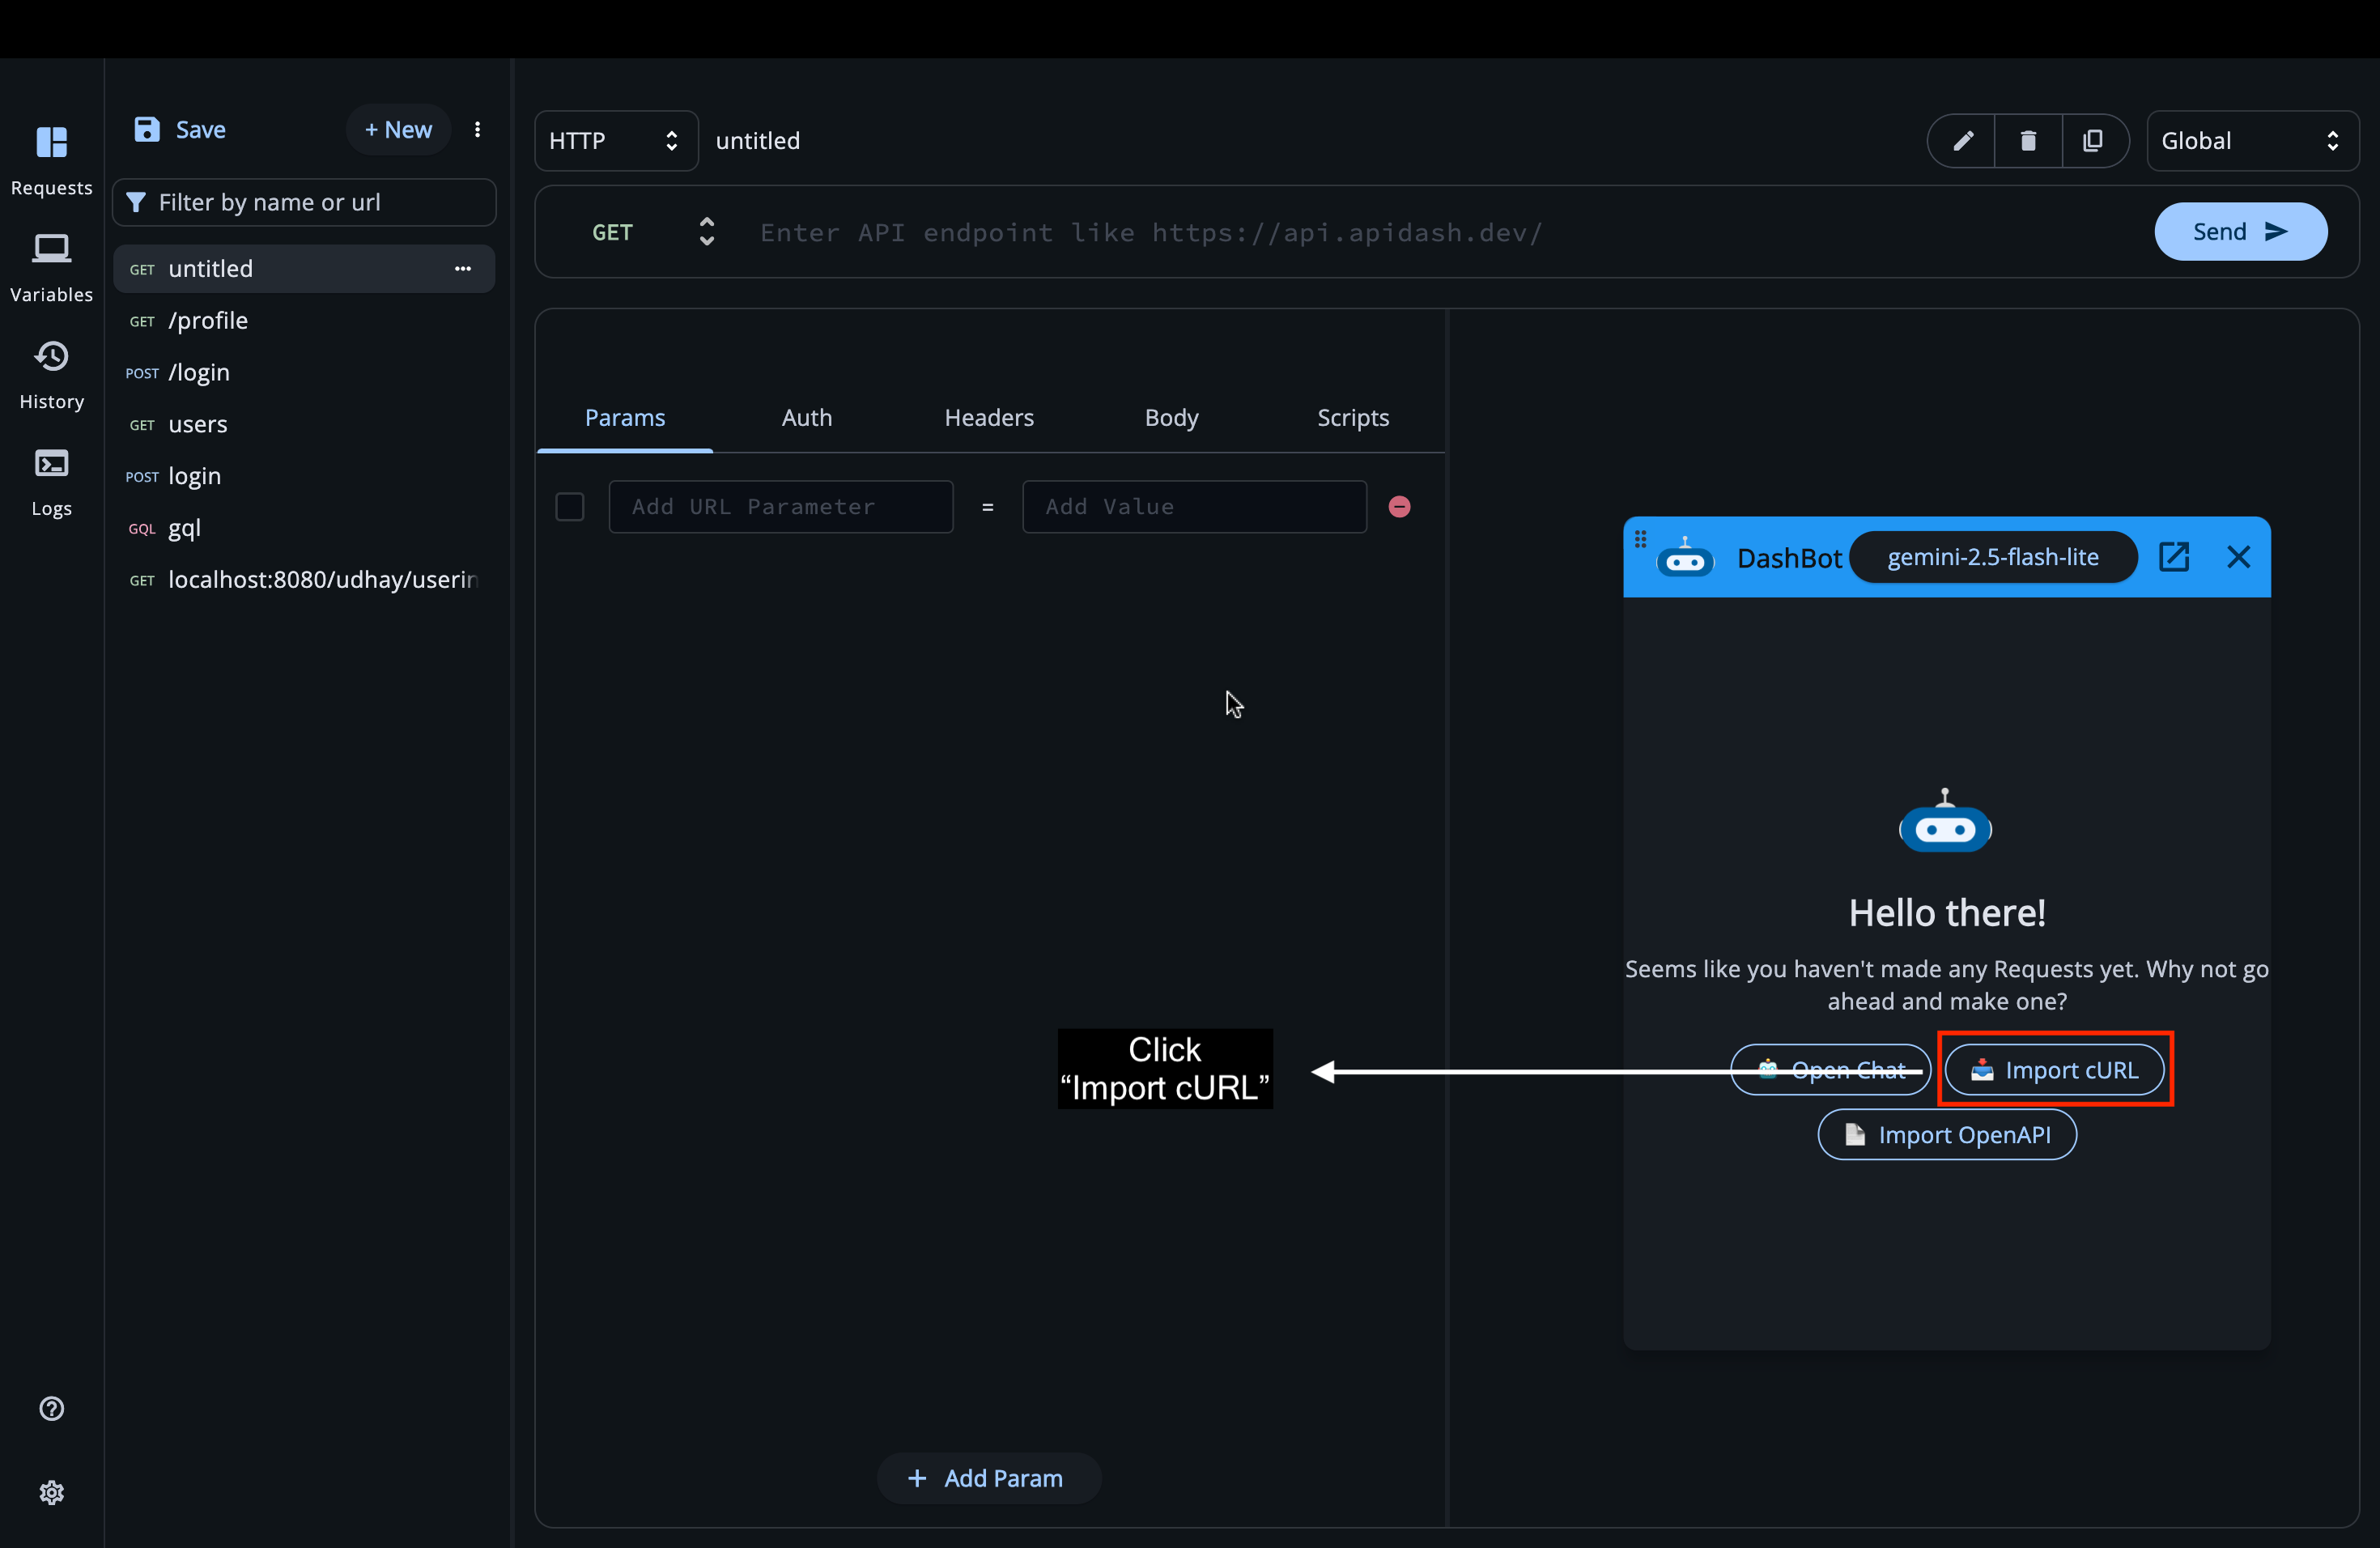 Requests
Variables
History
Logs
Save
+ New
Filter by name or url
GET untitled
GET /profile
POST /login
GET users
POST login
GQL gql
GET localhost:8080/udhay/userin
HTTP
untitled
Global
GET
Enter API endpoint like https://api.apidash.dev/
Send
Params Auth Headers Body Scripts
Add URL Parameter = Add Value
Add Param
DashBot
gemini-2.5-flash-lite
Hello there!
Seems like you haven't made any Requests yet. Why not go
ahead and make one?
Open Chat
Import cURL
Import OpenAPI
Click
“Import cURL”